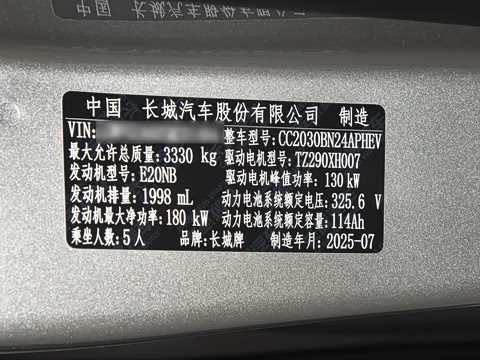 中国 长城汽车股份有限公司 制造
VIN:
整车型号:CC2030BN24APHEV
最大允许总质量:3330 kg
驱动电机型号:TZ290XH007
发动机型号:E20NB
驱动电机峰值功率:130 kW
发动机排量:1998 mL
动力电池系统额定电压:325.6 V
发动机最大净功率:180 kW
动力电池系统额定容量:114Ah
乘坐人数:5人
品牌:长城牌
制造年月:2025-07